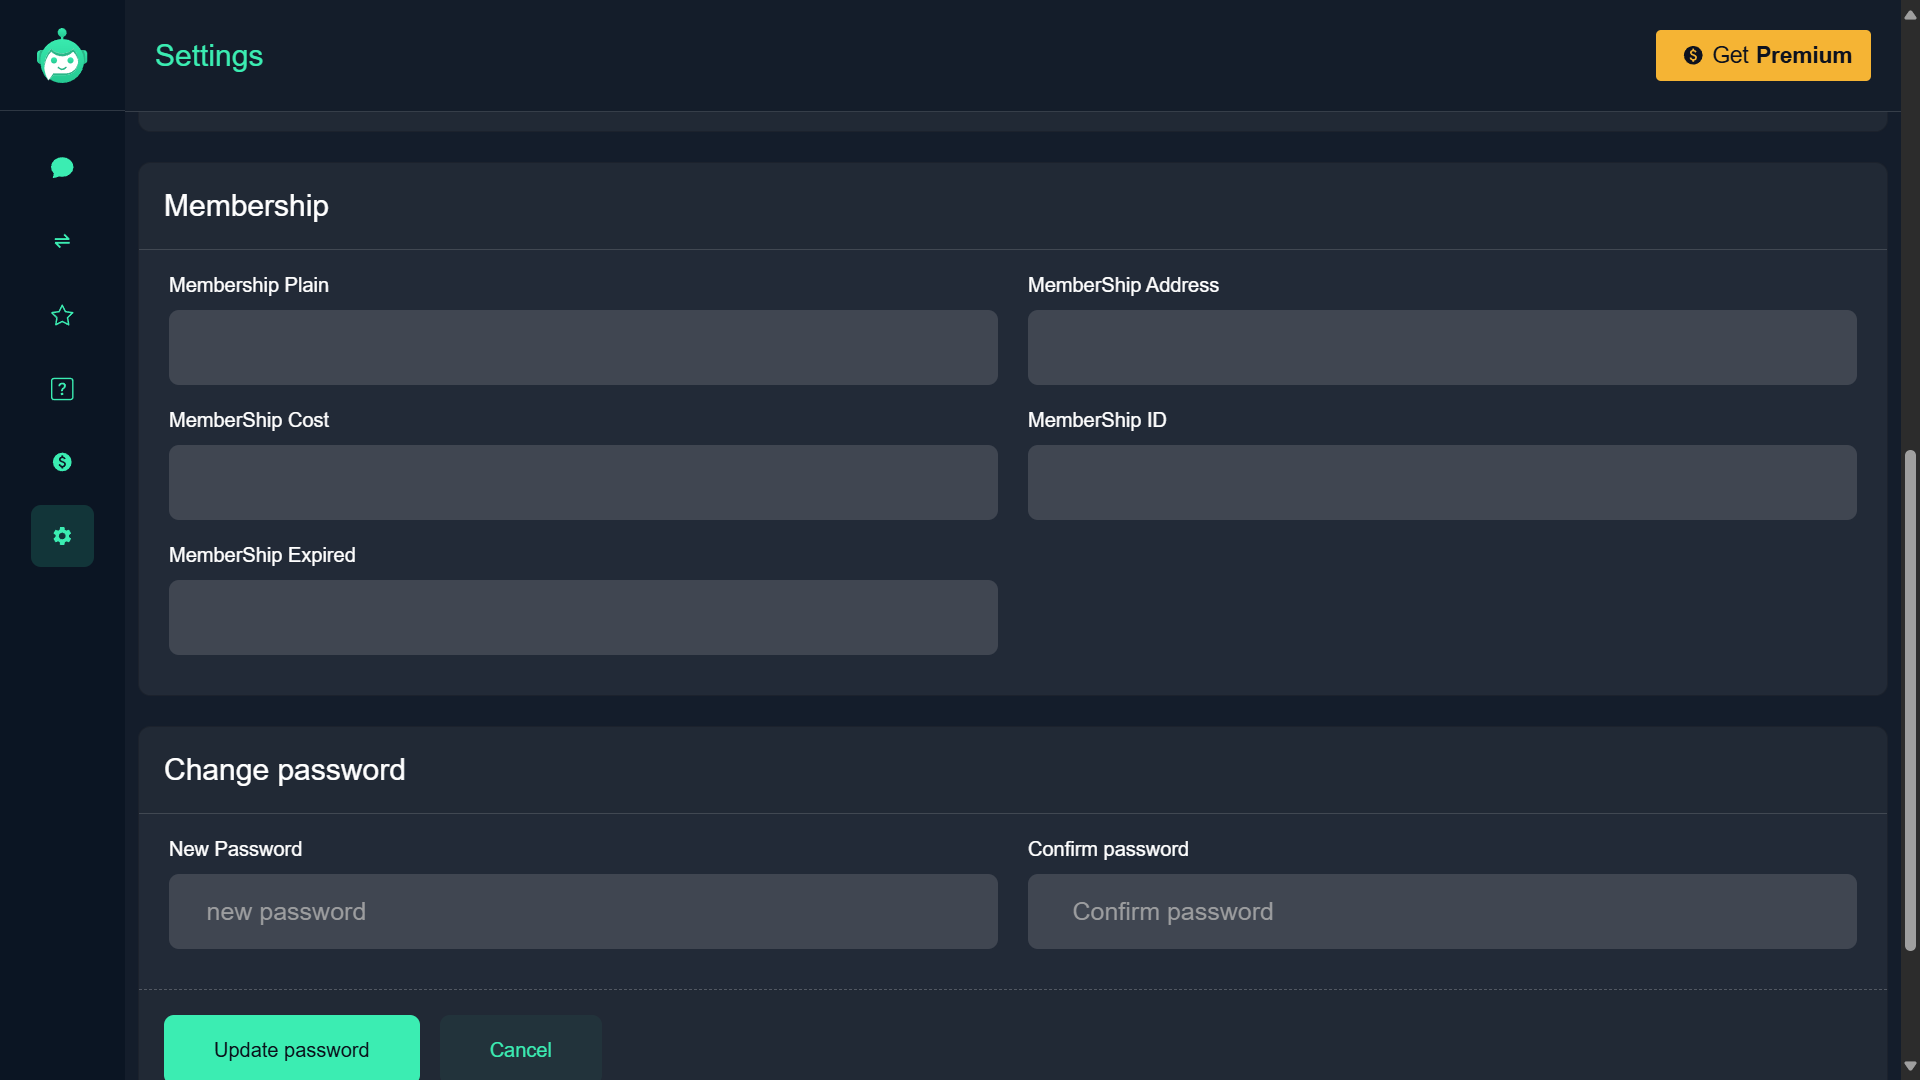 Settings
Get Premium
Membership
Membership Plain
MemberShip Address
MemberShip Cost
MemberShip ID
MemberShip Expired
Change password
New Password
Confirm password
new password
Confirm password
Update password
Cancel